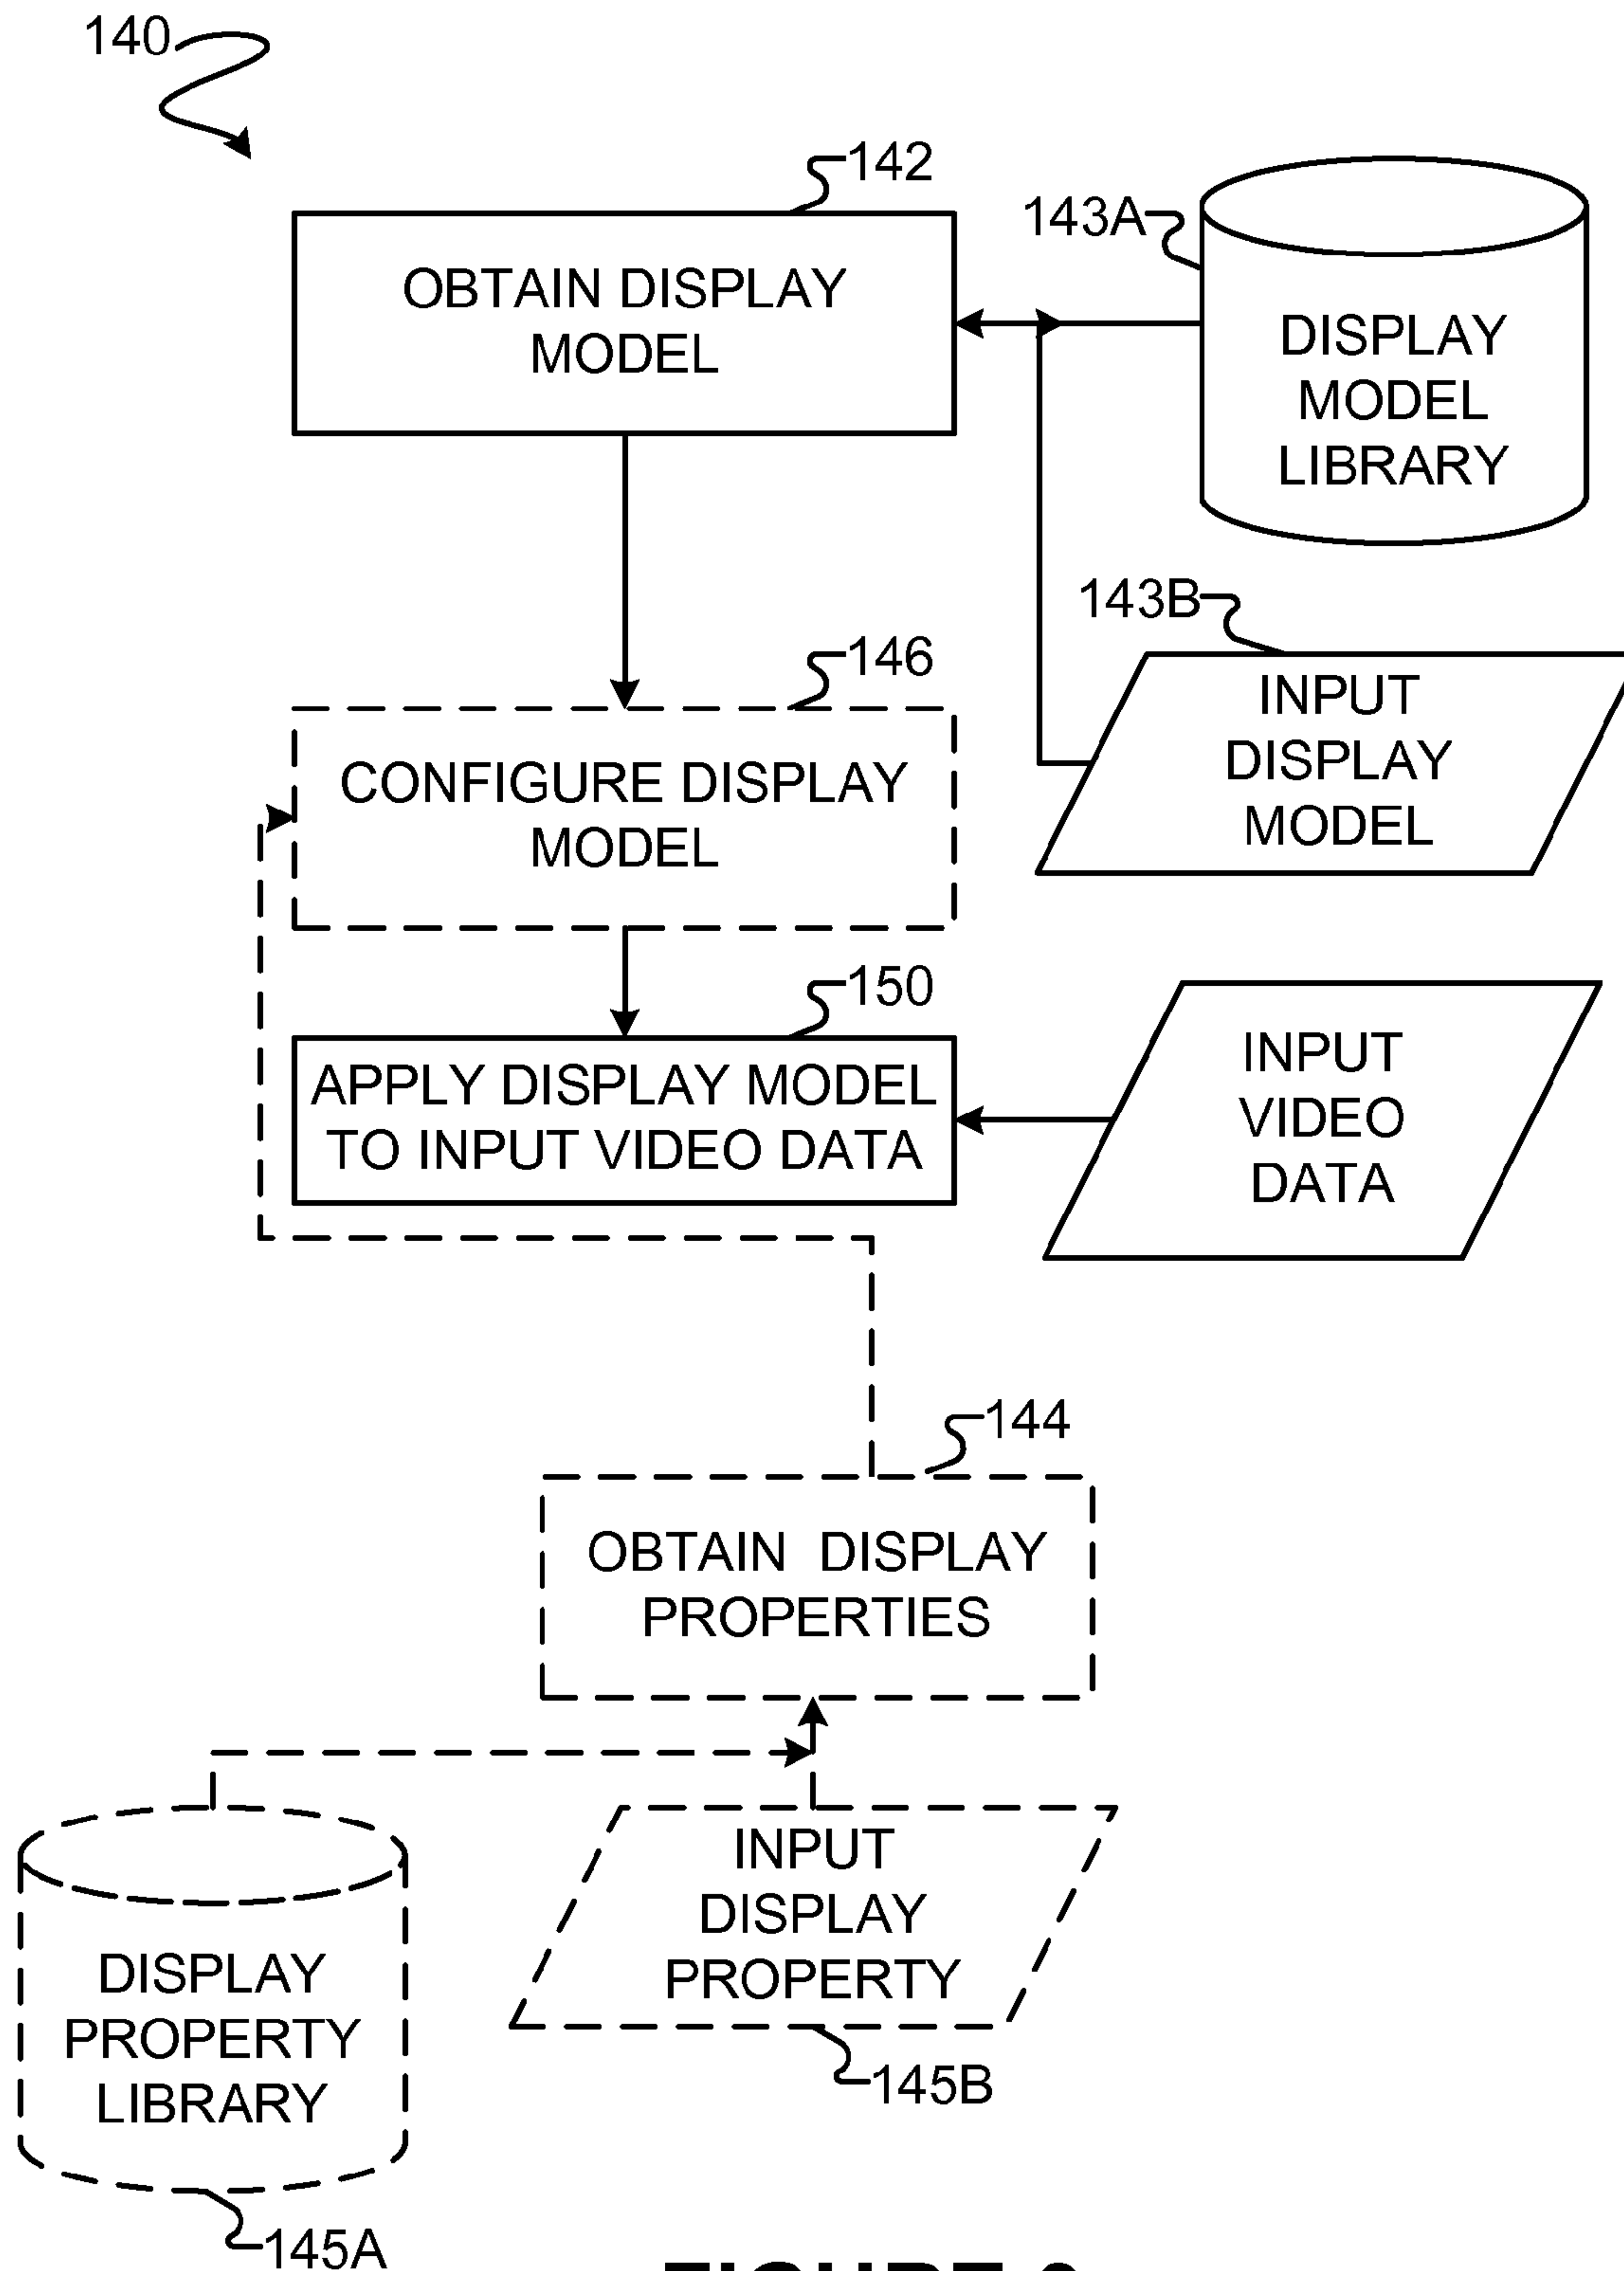 140
142
OBTAIN DISPLAY
MODEL
143A
DISPLAY
MODEL
LIBRARY
143B
INPUT
DISPLAY
MODEL
146
CONFIGURE DISPLAY
MODEL
150
APPLY DISPLAY MODEL
TO INPUT VIDEO DATA
INPUT
VIDEO
DATA
144
OBTAIN DISPLAY
PROPERTIES
DISPLAY
PROPERTY
LIBRARY
145A
INPUT
DISPLAY
PROPERTY
145B
FIGURE